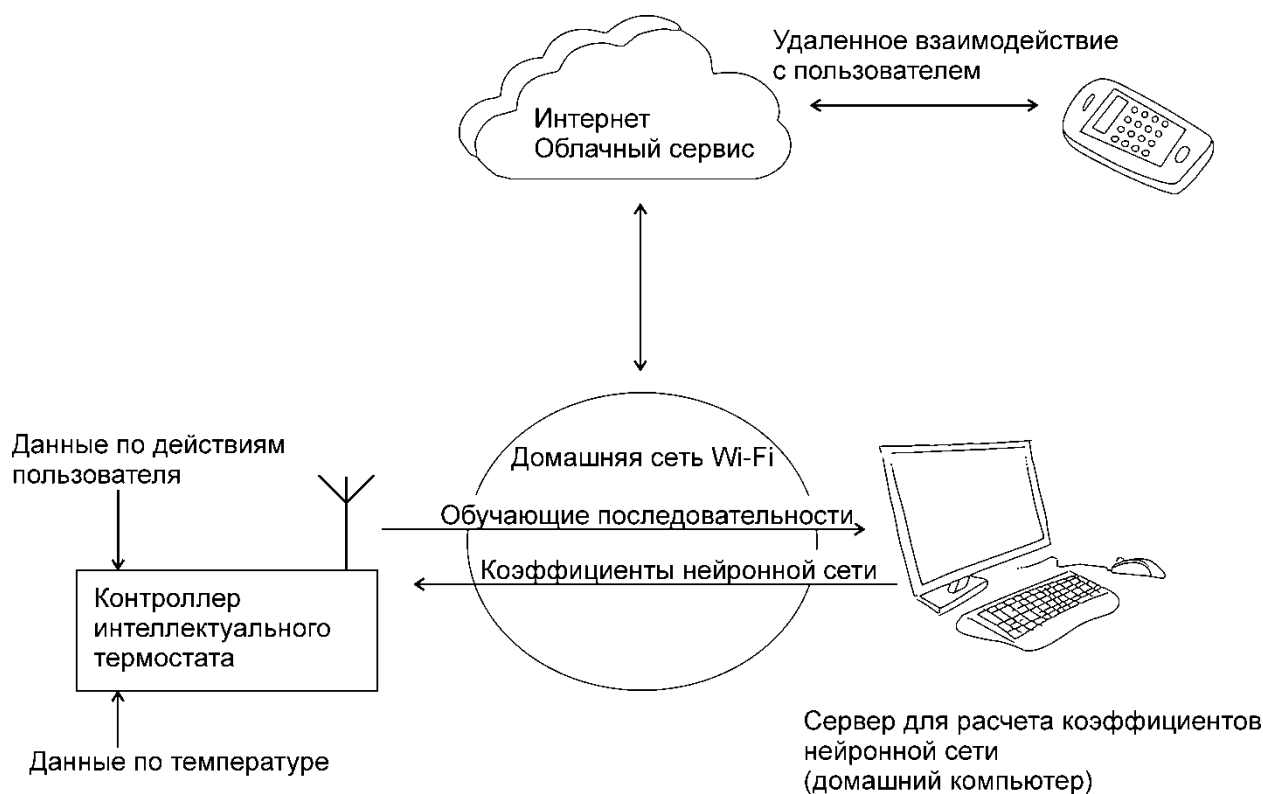 Удаленное взаимодействие
с пользователем
Интернет
Облачный сервис
Данные по действиям
пользователя
Домашняя сеть Wi-Fi
Обучающие последовательности
Коэффициенты нейронной сети
Контроллер
интеллектуального
термостата
Данные по температуре
Сервер для расчета коэффициентов
нейронной сети
(домашний компьютер)